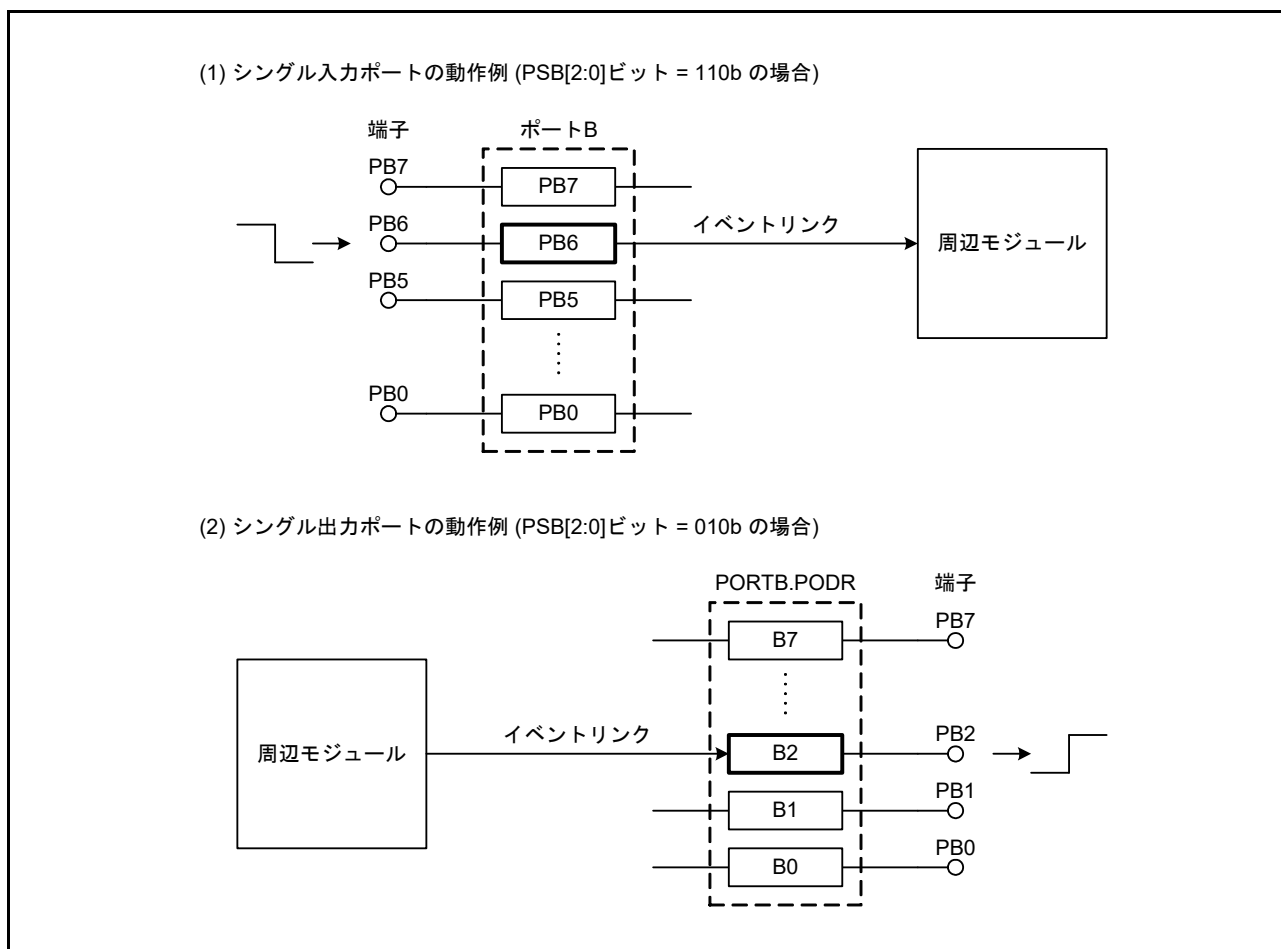 (1) シングル入力ポートの動作例 (PSB[2:0]ビット = 110b の場合)
端子
ポートB
PB7
PB7
PB6
PB6
イベントリンク
周辺モジュール
PB5
PB5
PB0
PB0
(2) シングル出力ポートの動作例 (PSB[2:0]ビット = 010b の場合)
PORTB.PODR
端子
B7
PB7
周辺モジュール
イベントリンク
B2
PB2
B1
PB1
B0
PB0